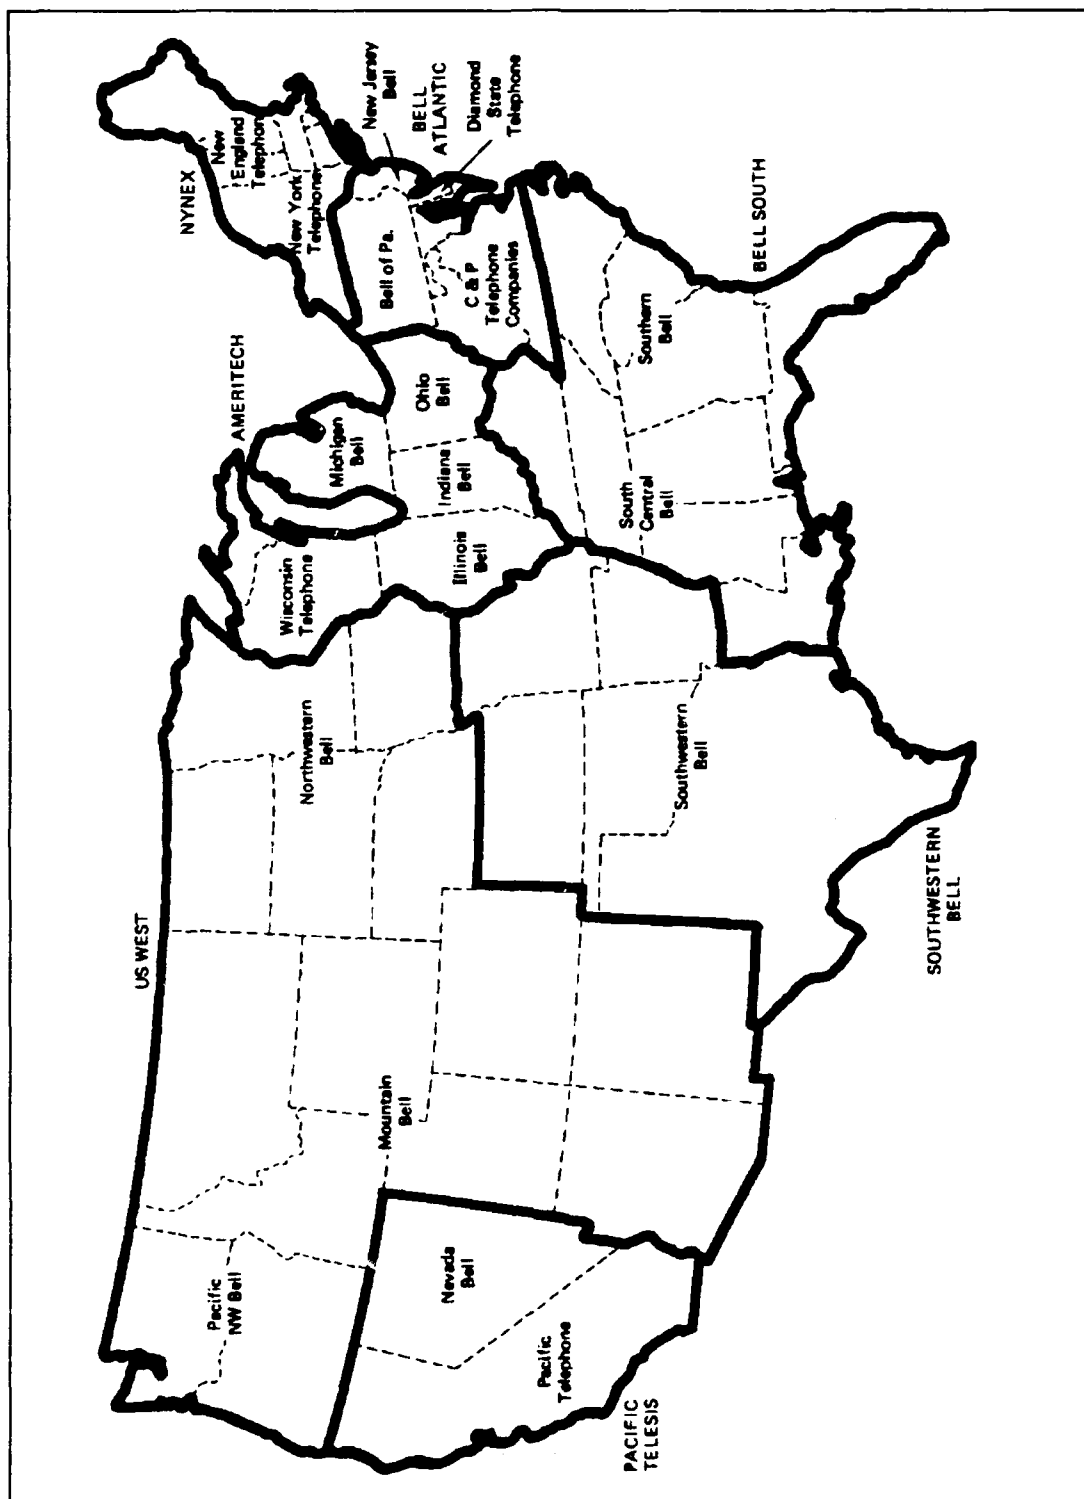 US WEST
Pacific
NW Bell
Mountain
Bell
Northwestern
Bell
PACIFIC
TELESIS
Nevada
Bell
Pacific
Telephone
SOUTHWESTERN
BELL
Southwestern
Bell
AMERITECH
Wisconsin
Telephone
Michigan
Bell
Illinois
Bell
Indiana
Bell
Ohio
Bell
NYNEX
New
England
Telephone
New York
Telephone
BELL
ATLANTIC
New Jersey
Bell
Diamond
State
Telephone
Bell of Pa.
C & P
Telephone
Companies
BELL SOUTH
Southern
Bell
South
Central
Bell